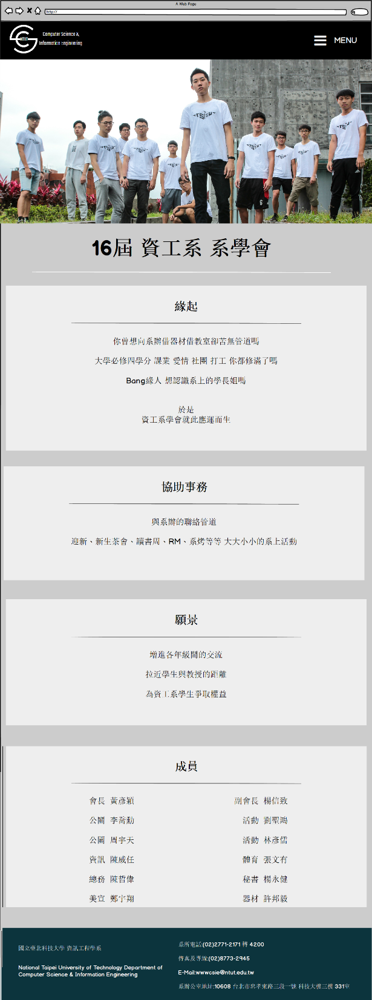 A Web Page
http://
NTUT
Computer Science &
Information Engineering
MENU
16屆 資工系 系學會
緣起
你曾想向系辦借器材借教室卻苦無管道嗎
大學必修四學分 課業 愛情 社團 打工 你都修滿了嗎
Bang緣人 想認識系上的學長姐嗎
於是
資工系學會就此應運而生
協助事務
與系辦的聯絡管道
迎新、新生茶會、讀書周、RM、系烤等等 大大小小的系上活動
願景
增進各年級間的交流
拉近學生與教授的距離
為資工系學生爭取權益
成員
會長 黃彥穎 副會長 楊信致
公關 李喬勳 活動 劉聖鴻
公關 周宇天 活動 林彥儒
資訊 陳威任 體育 張文有
總務 陳哲偉 秘書 楊永健
美宣 鄭宇翔 器材 許邦毅
國立臺北科技大學 資訊工程學系
National Taipei University of Technology Department of
Computer Science & Information Engineering
系所電話:(02)2771-2171 轉 4200
傳真及專線:(02)8773-2945
E-Mail:wwwcsie@ntut.edu.tw
系辦公室地址:10608 台北市忠孝東路三段一號 科技大樓三樓 331室